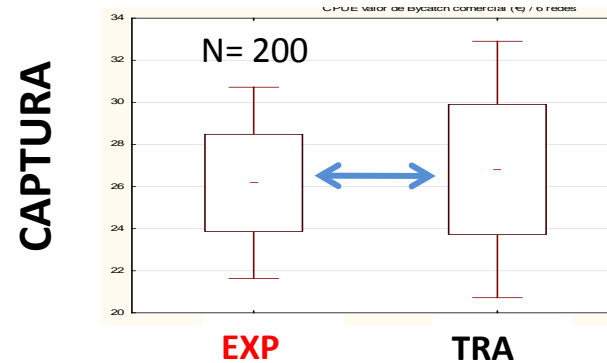 CPUE Valor de Bycatch comercial (€) / 6 redes
34
N= 200
32
30
28
26
24
22
20
CAPTURA
EXP TRA